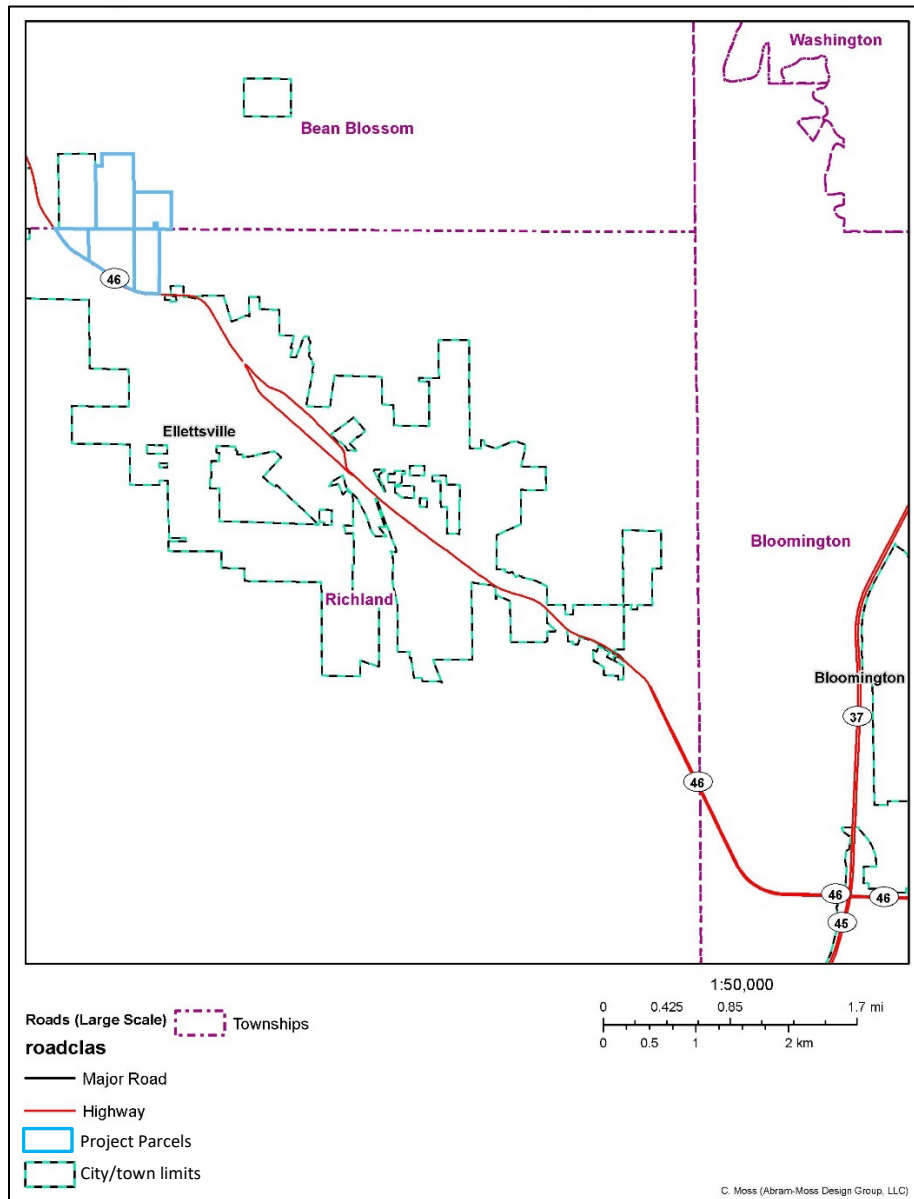 Washington
Bean Blossom
46
Ellettsville
Bloomington
Richland
Bloomington
37
46
46
46
45
1:50,000
0 0.425 0.85 1.7 mi
0 0.5 1 2 km
Roads (Large Scale)
Townships
roadclas
Major Road
Highway
Project Parcels
City/town limits
C. Moss (Abram-Moss Design Group, LLC)